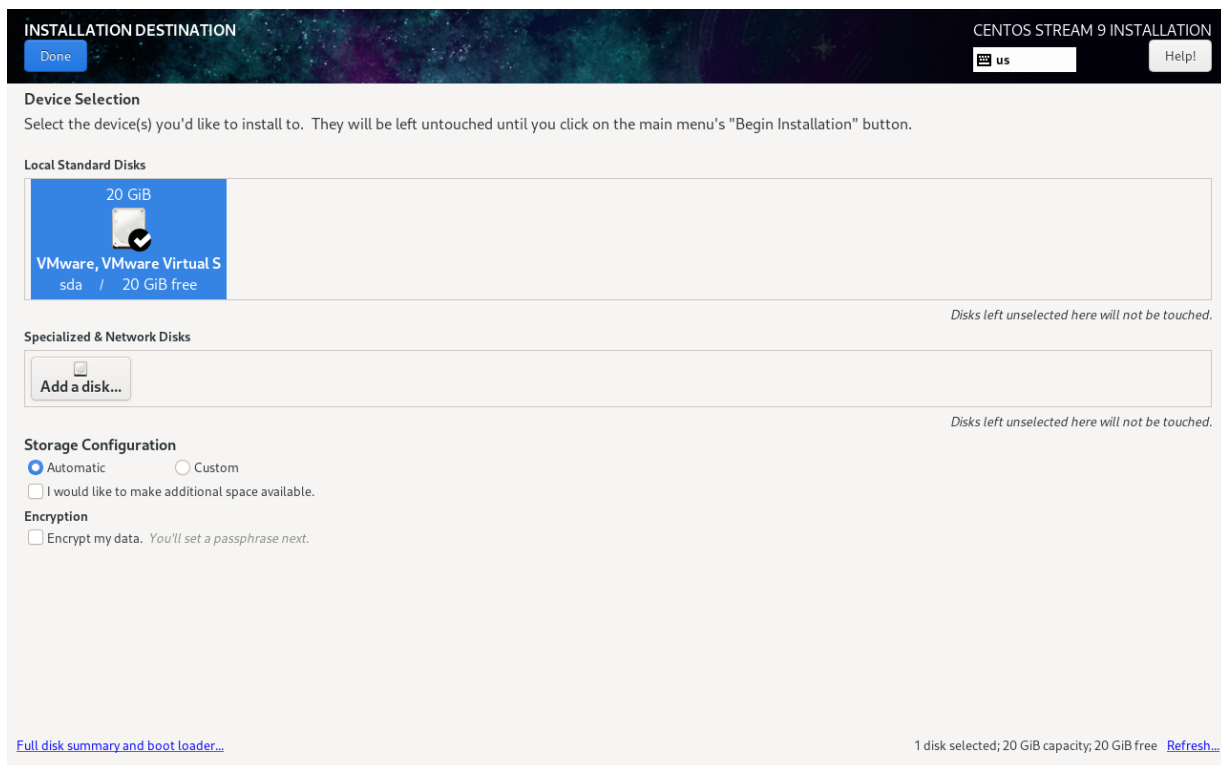 INSTALLATION DESTINATION
CENTOS STREAM 9 INSTALLATION
Done
us
Help!
Device Selection
Select the device(s) you'd like to install to. They will be left untouched until you click on the main menu's "Begin Installation" button.
Local Standard Disks
20 GiB
VMware, VMware Virtual S
sda / 20 GiB free
Disks left unselected here will not be touched.
Specialized & Network Disks
Add a disk...
Disks left unselected here will not be touched.
Storage Configuration
Automatic Custom
I would like to make additional space available.
Encryption
Encrypt my data. You'll set a passphrase next.
Full disk summary and boot loader...
1 disk selected; 20 GiB capacity; 20 GiB free Refresh...